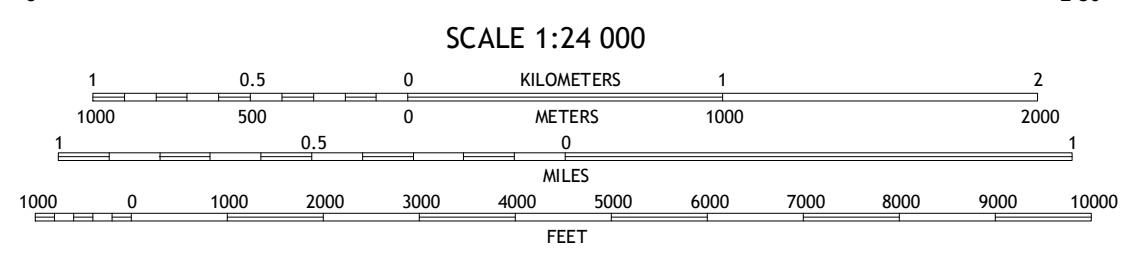 SCALE 1:24 000
1 0.5 0 KILOMETERS 1 2
1000 500 0 METERS 1000 2000
1 0.5 0 1
MILES
1000 0 1000 2000 3000 4000 5000 6000 7000 8000 9000 10000
FEET